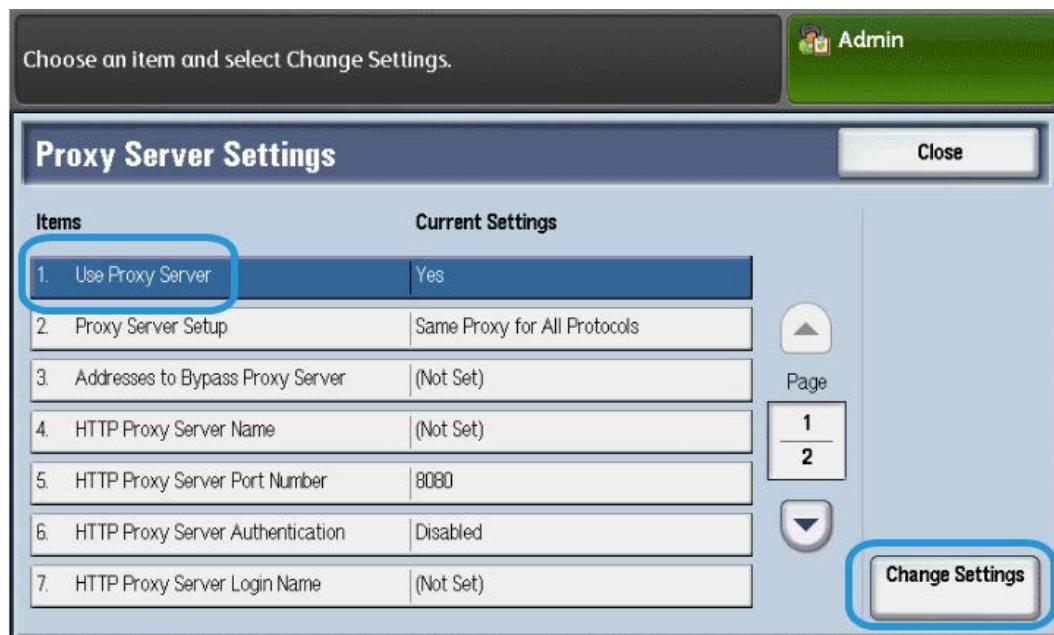 Choose an item and select Change Settings.
Admin
Proxy Server Settings
Close
Items Current Settings
1. Use Proxy Server Yes
2. Proxy Server Setup Same Proxy for All Protocols
3. Addresses to Bypass Proxy Server (Not Set)
Page
4. HTTP Proxy Server Name (Not Set)
1
2
5. HTTP Proxy Server Port Number 8080
6. HTTP Proxy Server Authentication Disabled
7. HTTP Proxy Server Login Name (Not Set)
Change Settings